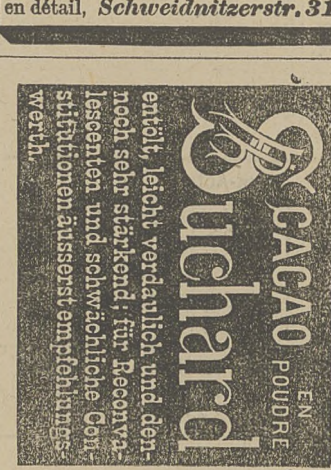 en détail, Schweidnitzerstr. 31
CACAO
EN
POUDRE
Suchard
entölt, leicht verdaulich und den-
noch sehr stärkend; für Reconva-
lescenten und schwächliche Con-
stitutionen äusserst empfehlungs-
werth.